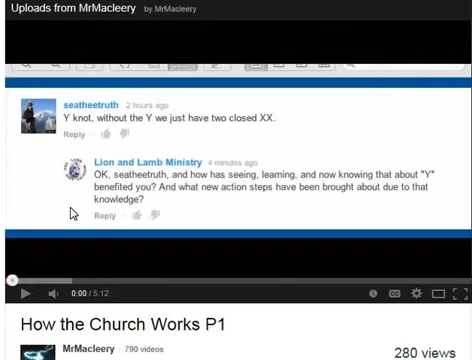 Uploads from MrMacleery by MrMacleery
seatheetruth 2 hours ago
Y knot, without the Y we just have two closed XX.
Reply
Lion and Lamb Ministry 4 minutes ago
OK, seatheetruth, and how has seeing, learning, and now knowing that about "Y"
benefited you? And what new action steps have been brought about due to that
knowledge?
Reply
0:00 / 5:12
CC
How the Church Works P1
MrMacleery · 790 videos
280 views